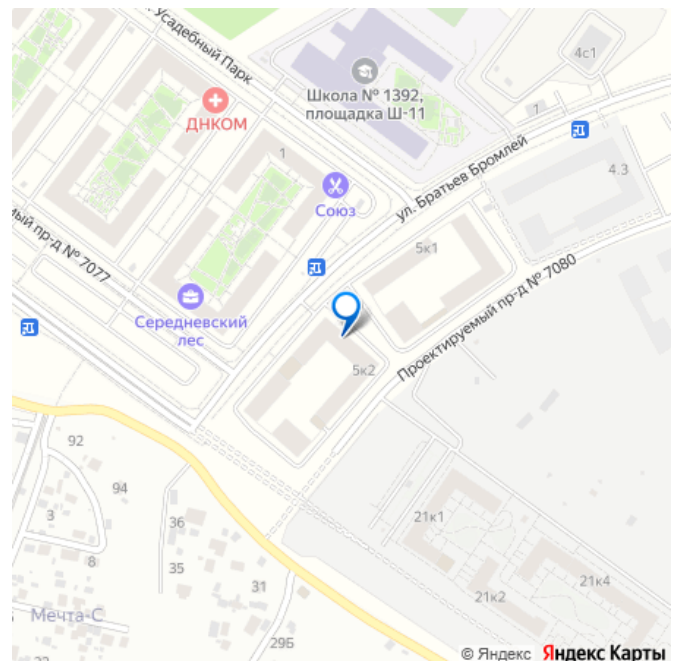 Усадебный Парк
4с1
Школа № 1392,
площадка Ш-11
1
ДНКОМ
4.3
1
ул. Братьев Бромлей
Союз
5к1
пр-д № 7077
Проектируемый пр-д № 7080
Середневский
лес
5к2
92
94
3
36
21к1
8
35
31
21к4
21к2
Мечта-С
29Б
© Яндекс Яндекс Карты